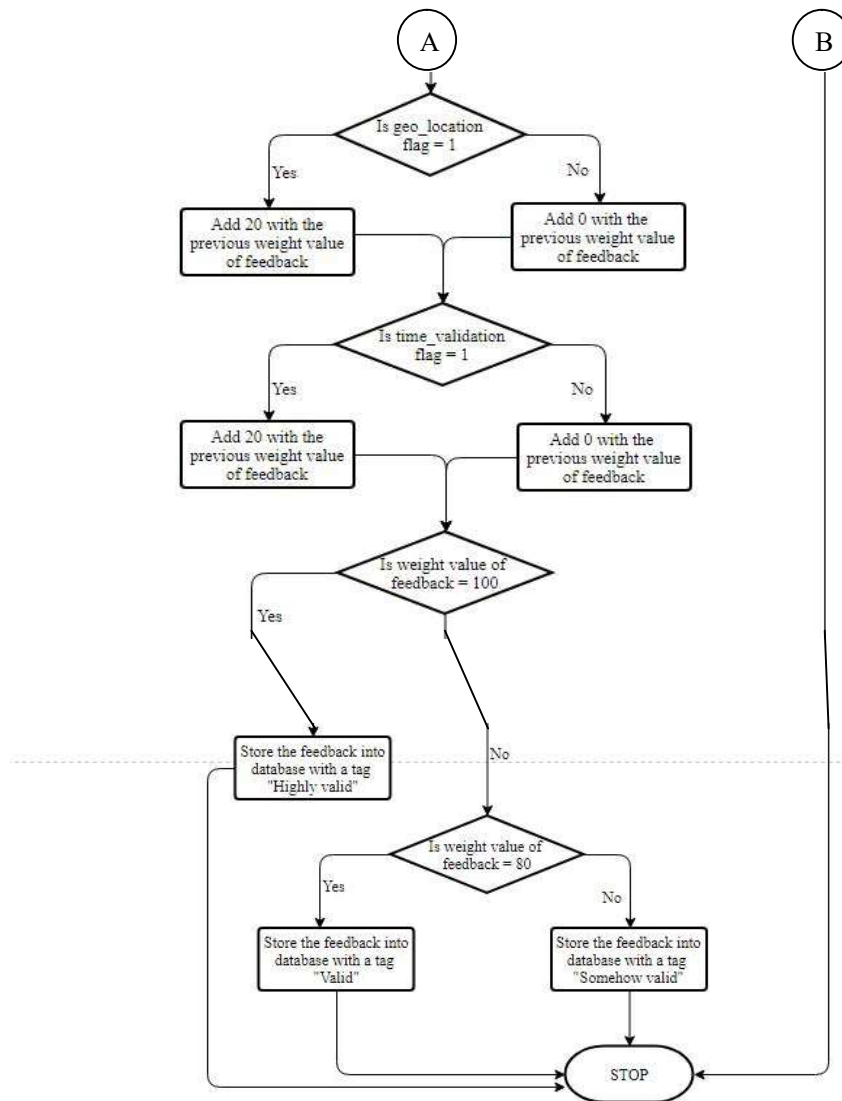 A
B
Is geo_location
flag = 1
Yes
No
Add 20 with the
previous weight value
of feedback
Add 0 with the
previous weight value
of feedback
Is time_validation
flag = 1
Yes
No
Add 20 with the
previous weight value
of feedback
Add 0 with the
previous weight value
of feedback
Is weight value of
feedback = 100
Yes
Store the feedback into
database with a tag
"Highly valid"
No
Is weight value of
feedback = 80
Yes
No
Store the feedback into
database with a tag
"Valid"
Store the feedback into
database with a tag
"Somehow valid"
STOP